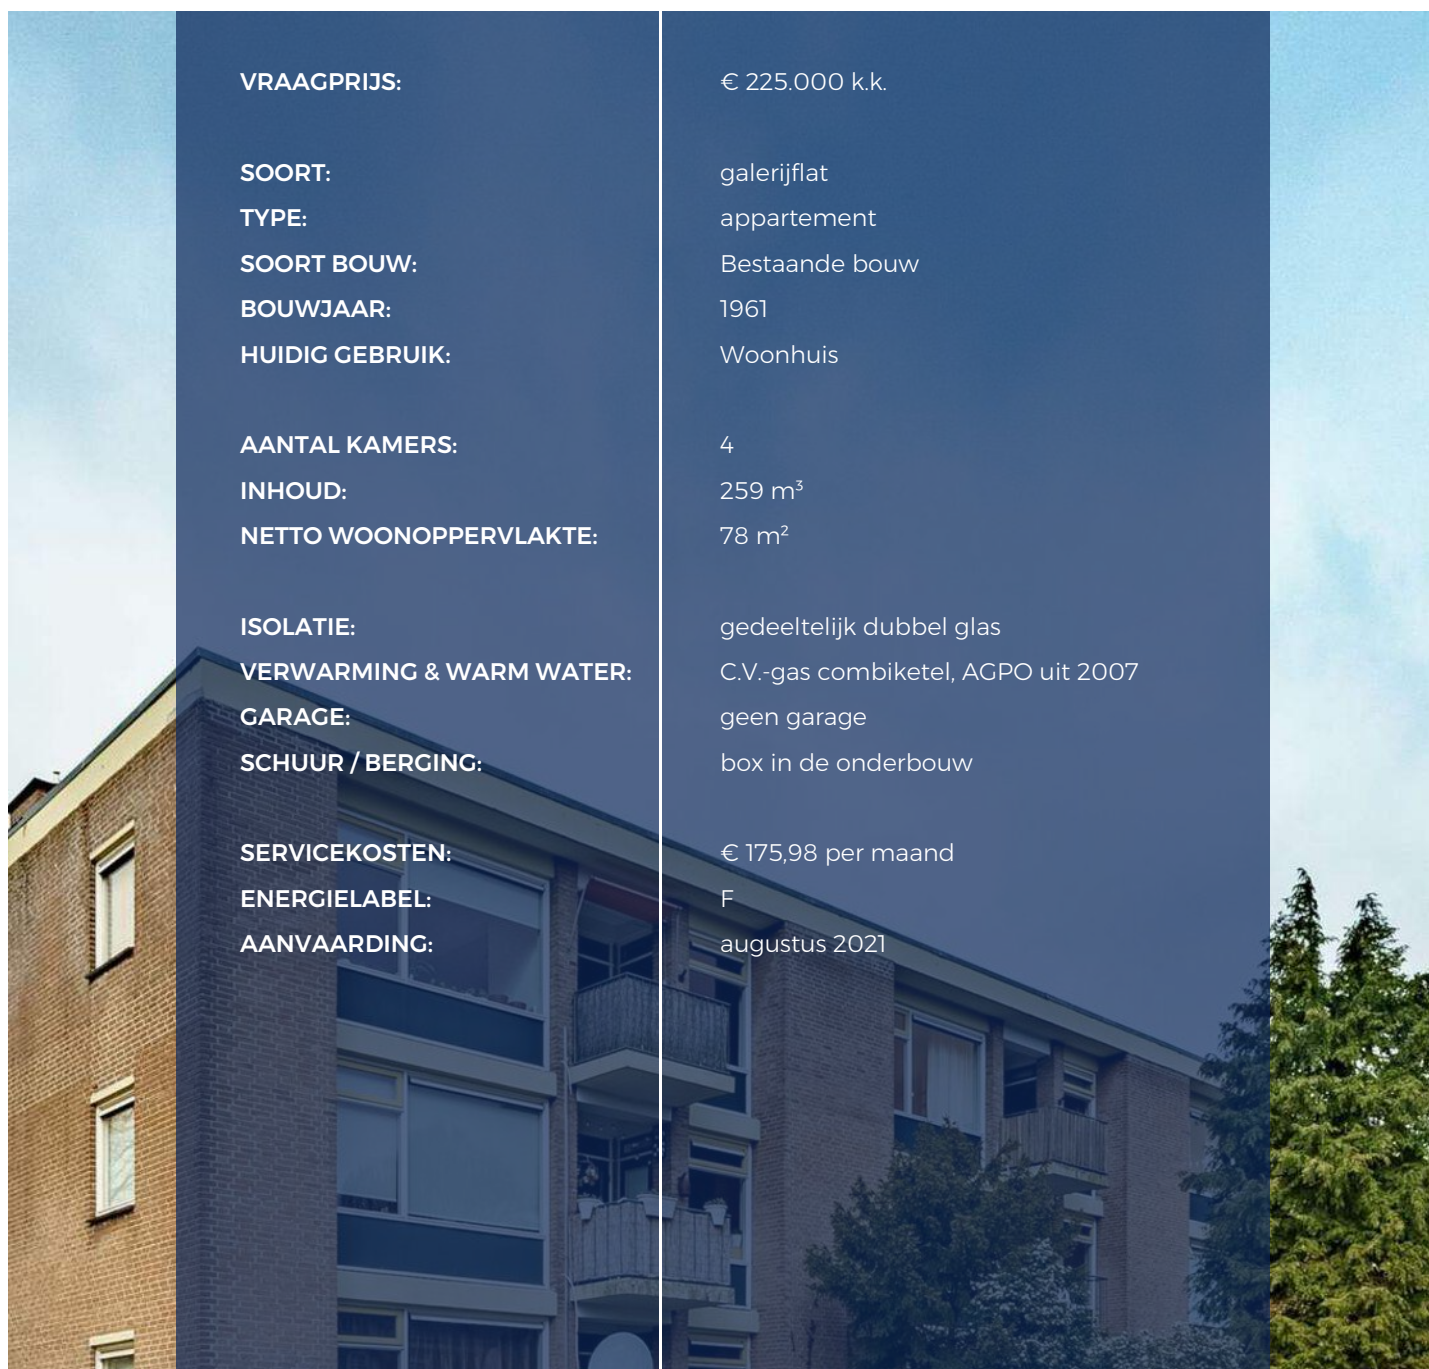 VRAAGPRIJS: € 225.000 k.k.
SOORT: galerijflat
TYPE: appartement
SOORT BOUW: Bestaande bouw
BOUWJAAR: 1961
HUIDIG GEBRUIK: Woonhuis
AANTAL KAMERS: 4
INHOUD: 259 m³
NETTO WOONOPPERVLAKTE: 78 m²
ISOLATIE: gedeeltelijk dubbel glas
VERWARMING & WARM WATER: C.V.-gas combiketel, AGPO uit 2007
GARAGE: geen garage
SCHUUR / BERGING: box in de onderbouw
SERVICEKOSTEN: € 175,98 per maand
ENERGIELABEL: F
AANVAARDING: augustus 2021